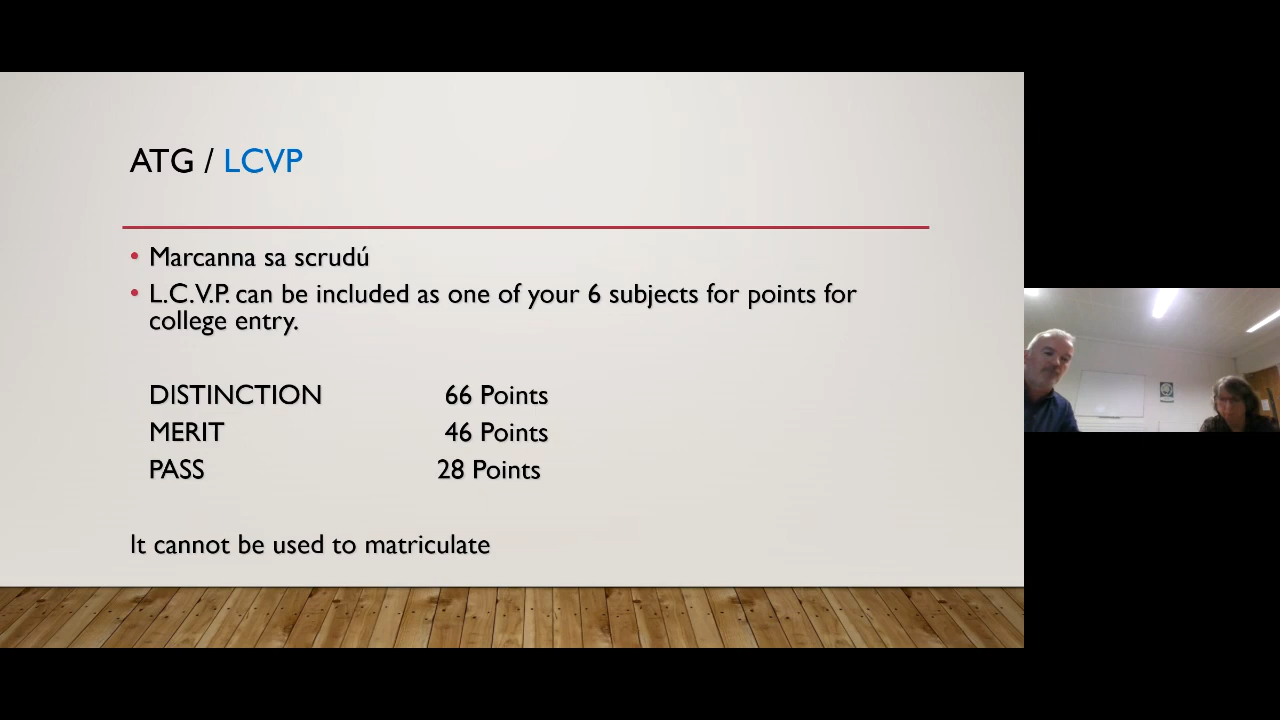 ATG / LCVP
• Marcanna sa scrudú
• L.C.V.P. can be included as one of your 6 subjects for points for
college entry.
DISTINCTION 66 Points
MERIT 46 Points
PASS 28 Points
It cannot be used to matriculate